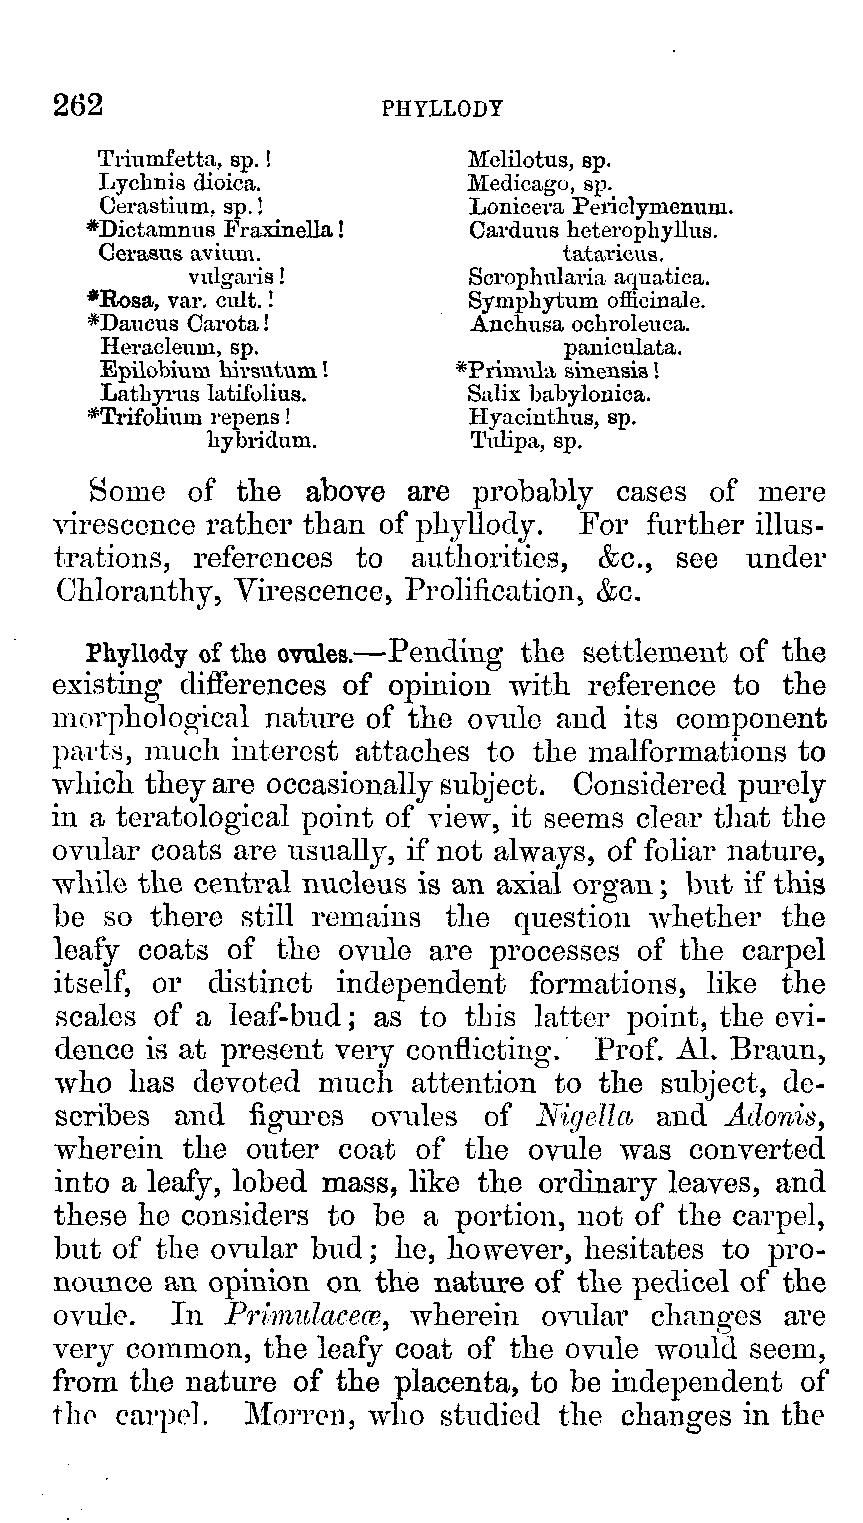 262 PHYLLODY
Triumfetta, sp.!
Lychnis dioica.
Cerastium, sp.!
*Dictamnus Fraxinella!
Cerasus avium.
vulgaris!
*Rosa, var. cult.!
*Daucus Carota!
Heracleum, sp.
Epilobium hirsutum!
Lathyrus latifolius.
*Trifolium repens!
hybridum.
Melilotus, sp.
Medicago, sp.
Lonicera Periclymenum.
Carduus heterophyllus.
tataricus.
Scrophularia aquatica.
Symphytum officinale.
Anchusa ochroleuca.
paniculata.
*Primula sinensis!
Salix babylonica.
Hyacinthus, sp.
Tulipa, sp.
Some of the above are probably cases of mere
virescence rather than of phyllody. For further illus-
trations, references to authorities, &c., see under
Chloranthy, Virescence, Prolification, &c.
Phyllody of the ovules.—Pending the settlement of the
existing differences of opinion with reference to the
morphological nature of the ovule and its component
parts, much interest attaches to the malformations to
which they are occasionally subject. Considered purely
in a teratological point of view, it seems clear that the
ovular coats are usually, if not always, of foliar nature,
while the central nucleus is an axial organ; but if this
be so there still remains the question whether the
leafy coats of the ovule are processes of the carpel
itself, or distinct independent formations, like the
scales of a leaf-bud; as to this latter point, the evi-
dence is at present very conflicting. Prof. Al. Braun,
who has devoted much attention to the subject, de-
scribes and figures ovules of Nigella and Adonis,
wherein the outer coat of the ovule was converted
into a leafy, lobed mass, like the ordinary leaves, and
these he considers to be a portion, not of the carpel,
but of the ovular bud; he, however, hesitates to pro-
nounce an opinion on the nature of the pedicel of the
ovule. In Primulaceæ, wherein ovular changes are
very common, the leafy coat of the ovule would seem,
from the nature of the placenta, to be independent of
the carpel. Morren, who studied the changes in the